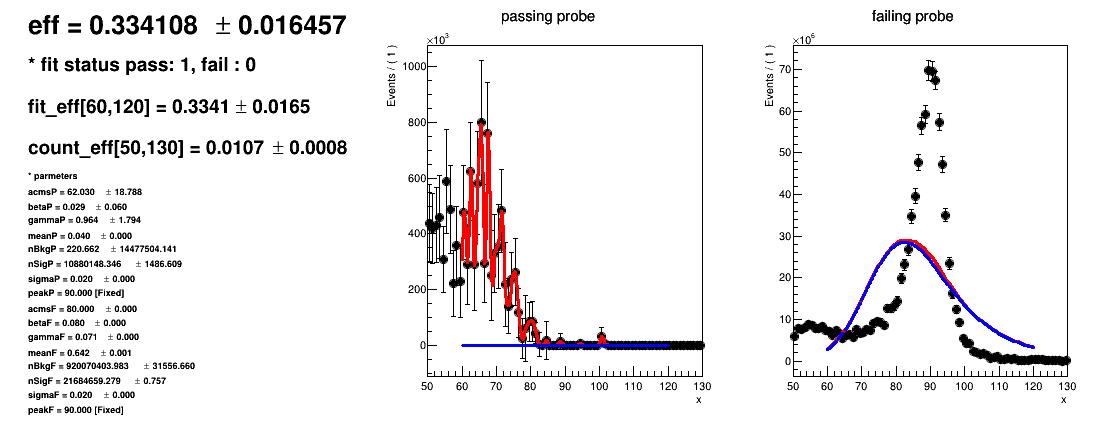 eff = 0.334108 ± 0.016457
* fit status pass: 1, fail : 0
fit_eff[60,120] = 0.3341 ± 0.0165
count_eff[50,130] = 0.0107 ± 0.0008
* parmeters
acmsP = 62.030 ± 18.788
betaP = 0.029 ± 0.060
gammaP = 0.964 ± 1.794
meanP = 0.040 ± 0.000
nBkgP = 220.662 ± 14477504.141
nSigP = 10880148.346 ± 1486.609
sigmaP = 0.020 ± 0.000
peakP = 90.000 [Fixed]
acmsF = 80.000 ± 0.000
betaF = 0.080 ± 0.000
gammaF = 0.071 ± 0.000
meanF = 0.642 ± 0.001
nBkgF = 920070403.983 ± 31556.660
nSigF = 21684659.279 ± 0.757
sigmaF = 0.020 ± 0.000
peakF = 90.000 [Fixed]
passing probe
×10³
Events / ( 1 )
1000
800
600
400
200
0
50 60 70 80 90 100 110 120 130
x
failing probe
×10⁶
Events / ( 1 )
70
60
50
40
30
20
10
0
50 60 70 80 90 100 110 120 130
x